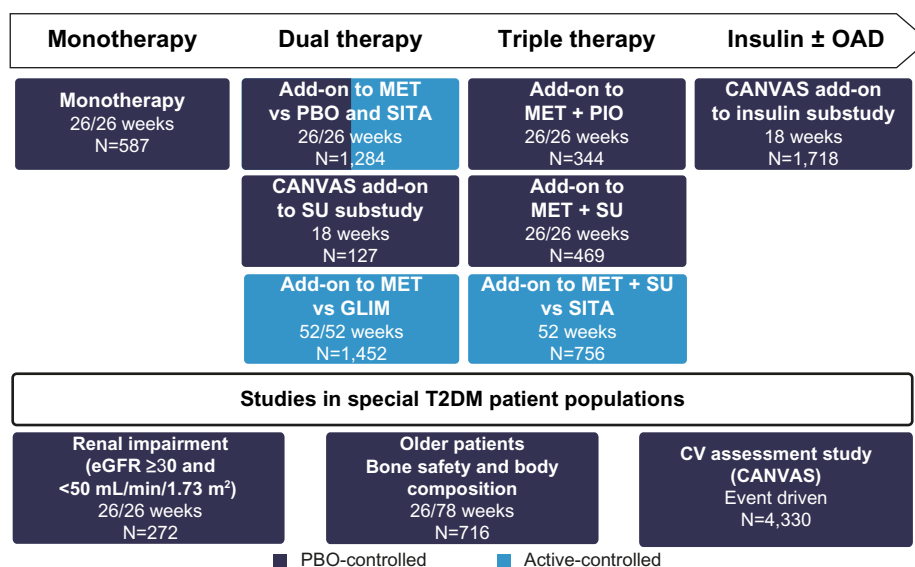 Monotherapy
Dual therapy
Triple therapy
Insulin ± OAD
Monotherapy
26/26 weeks
N=587
Add-on to MET
vs PBO and SITA
26/26 weeks
N=1,284
Add-on to
MET + PIO
26/26 weeks
N=344
CANVAS add-on
to insulin substudy
18 weeks
N=1,718
CANVAS add-on
to SU substudy
18 weeks
N=127
Add-on to
MET + SU
26/26 weeks
N=469
Add-on to MET
vs GLIM
52/52 weeks
N=1,452
Add-on to MET + SU
vs SITA
52 weeks
N=756
Studies in special T2DM patient populations
Renal impairment
(eGFR ≥30 and
<50 mL/min/1.73 m²)
26/26 weeks
N=272
Older patients
Bone safety and body
composition
26/78 weeks
N=716
CV assessment study
(CANVAS)
Event driven
N=4,330
PBO-controlled
Active-controlled